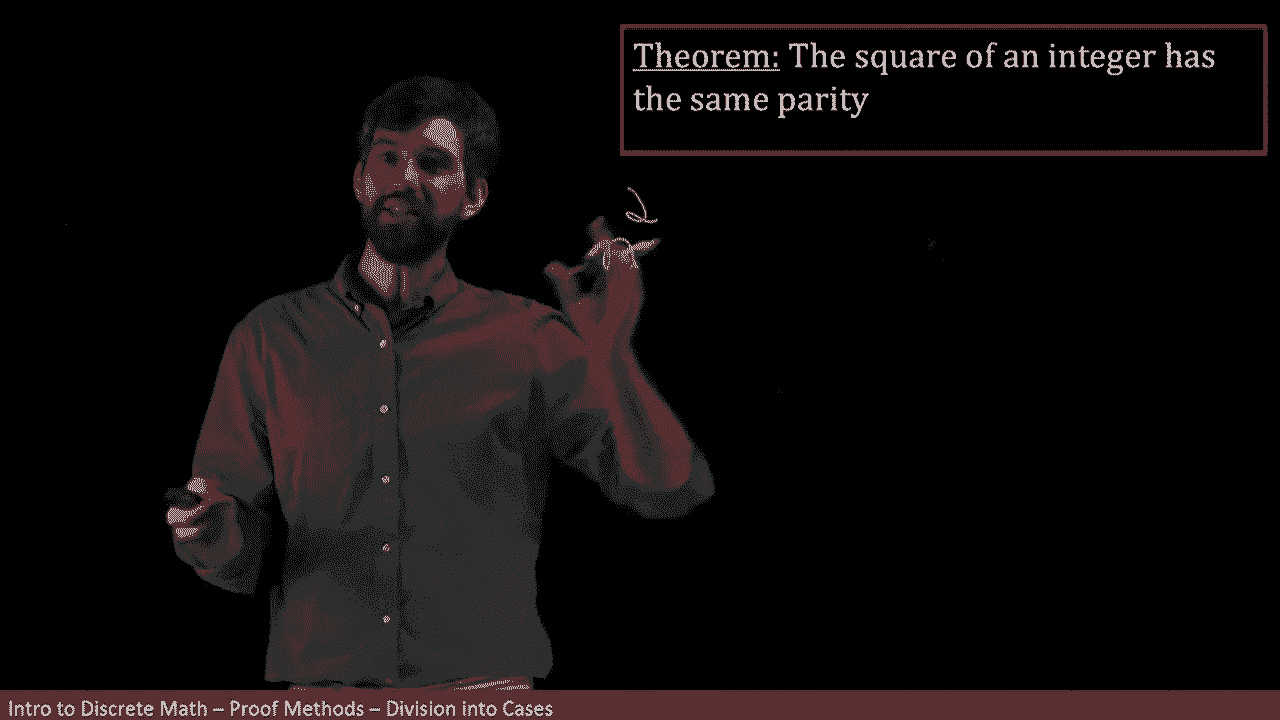 Theorem: The square of an integer has
the same parity
2
Intro to Discrete Math – Proof Methods – Division into Cases